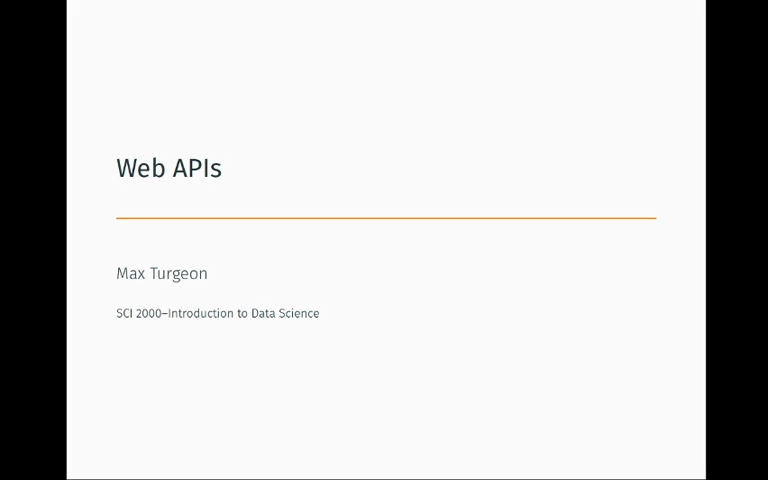 Web APIs
Max Turgeon
SCI 2000–Introduction to Data Science